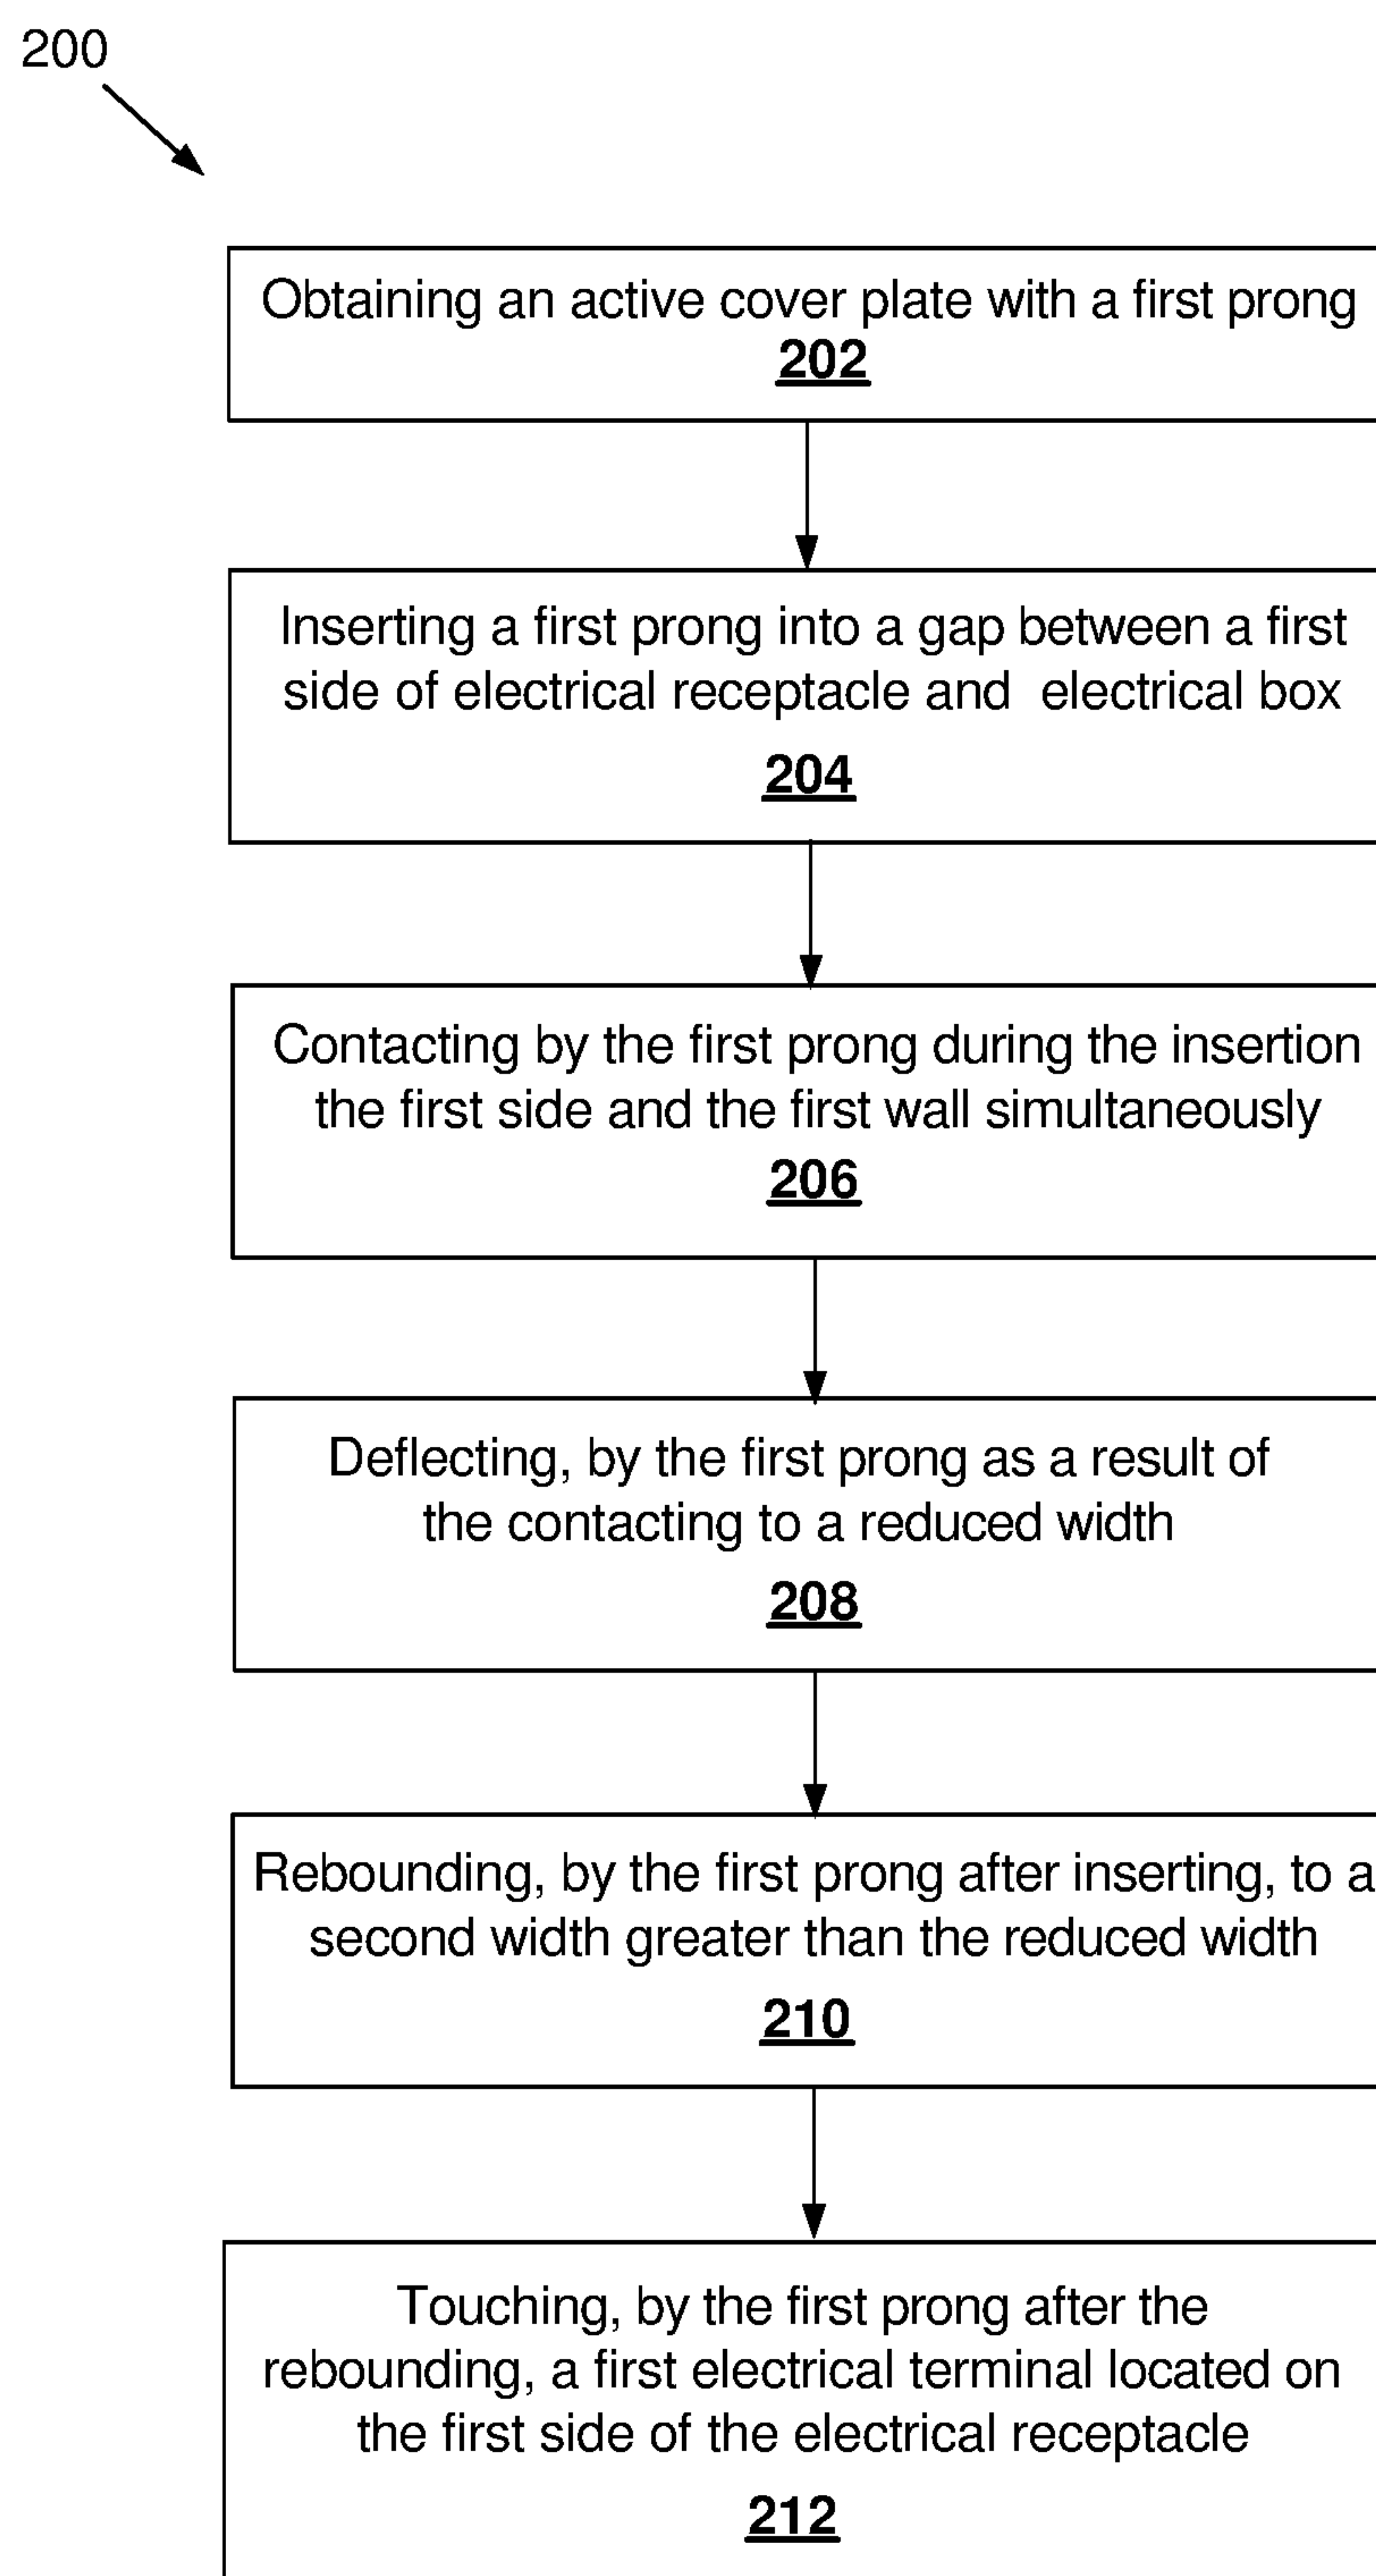 200
Obtaining an active cover plate with a first prong
202
Inserting a first prong into a gap between a first
side of electrical receptacle and electrical box
204
Contacting by the first prong during the insertion
the first side and the first wall simultaneously
206
Deflecting, by the first prong as a result of
the contacting to a reduced width
208
Rebounding, by the first prong after inserting, to a
second width greater than the reduced width
210
Touching, by the first prong after the
rebounding, a first electrical terminal located on
the first side of the electrical receptacle
212